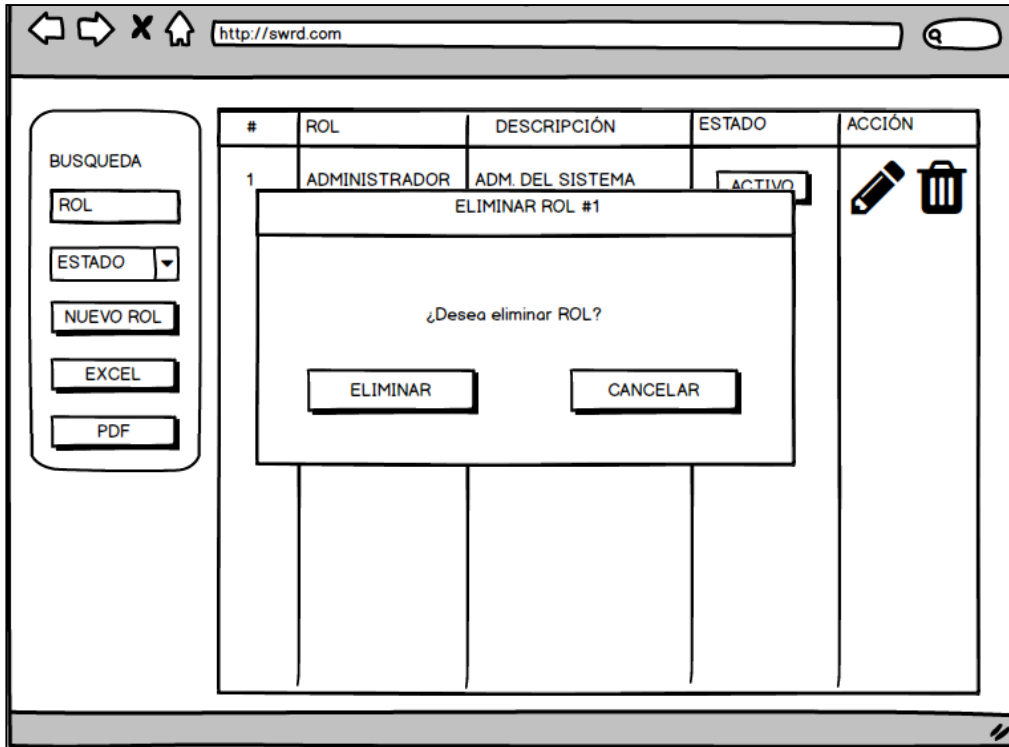 http://swrd.com
BUSQUEDA
ROL
ESTADO
NUEVO ROL
EXCEL
PDF
# ROL DESCRIPCIÓN ESTADO ACCIÓN
1 ADMINISTRADOR ADM. DEL SISTEMA ACTIVO
ELIMINAR ROL #1
¿Desea eliminar ROL?
ELIMINAR CANCELAR